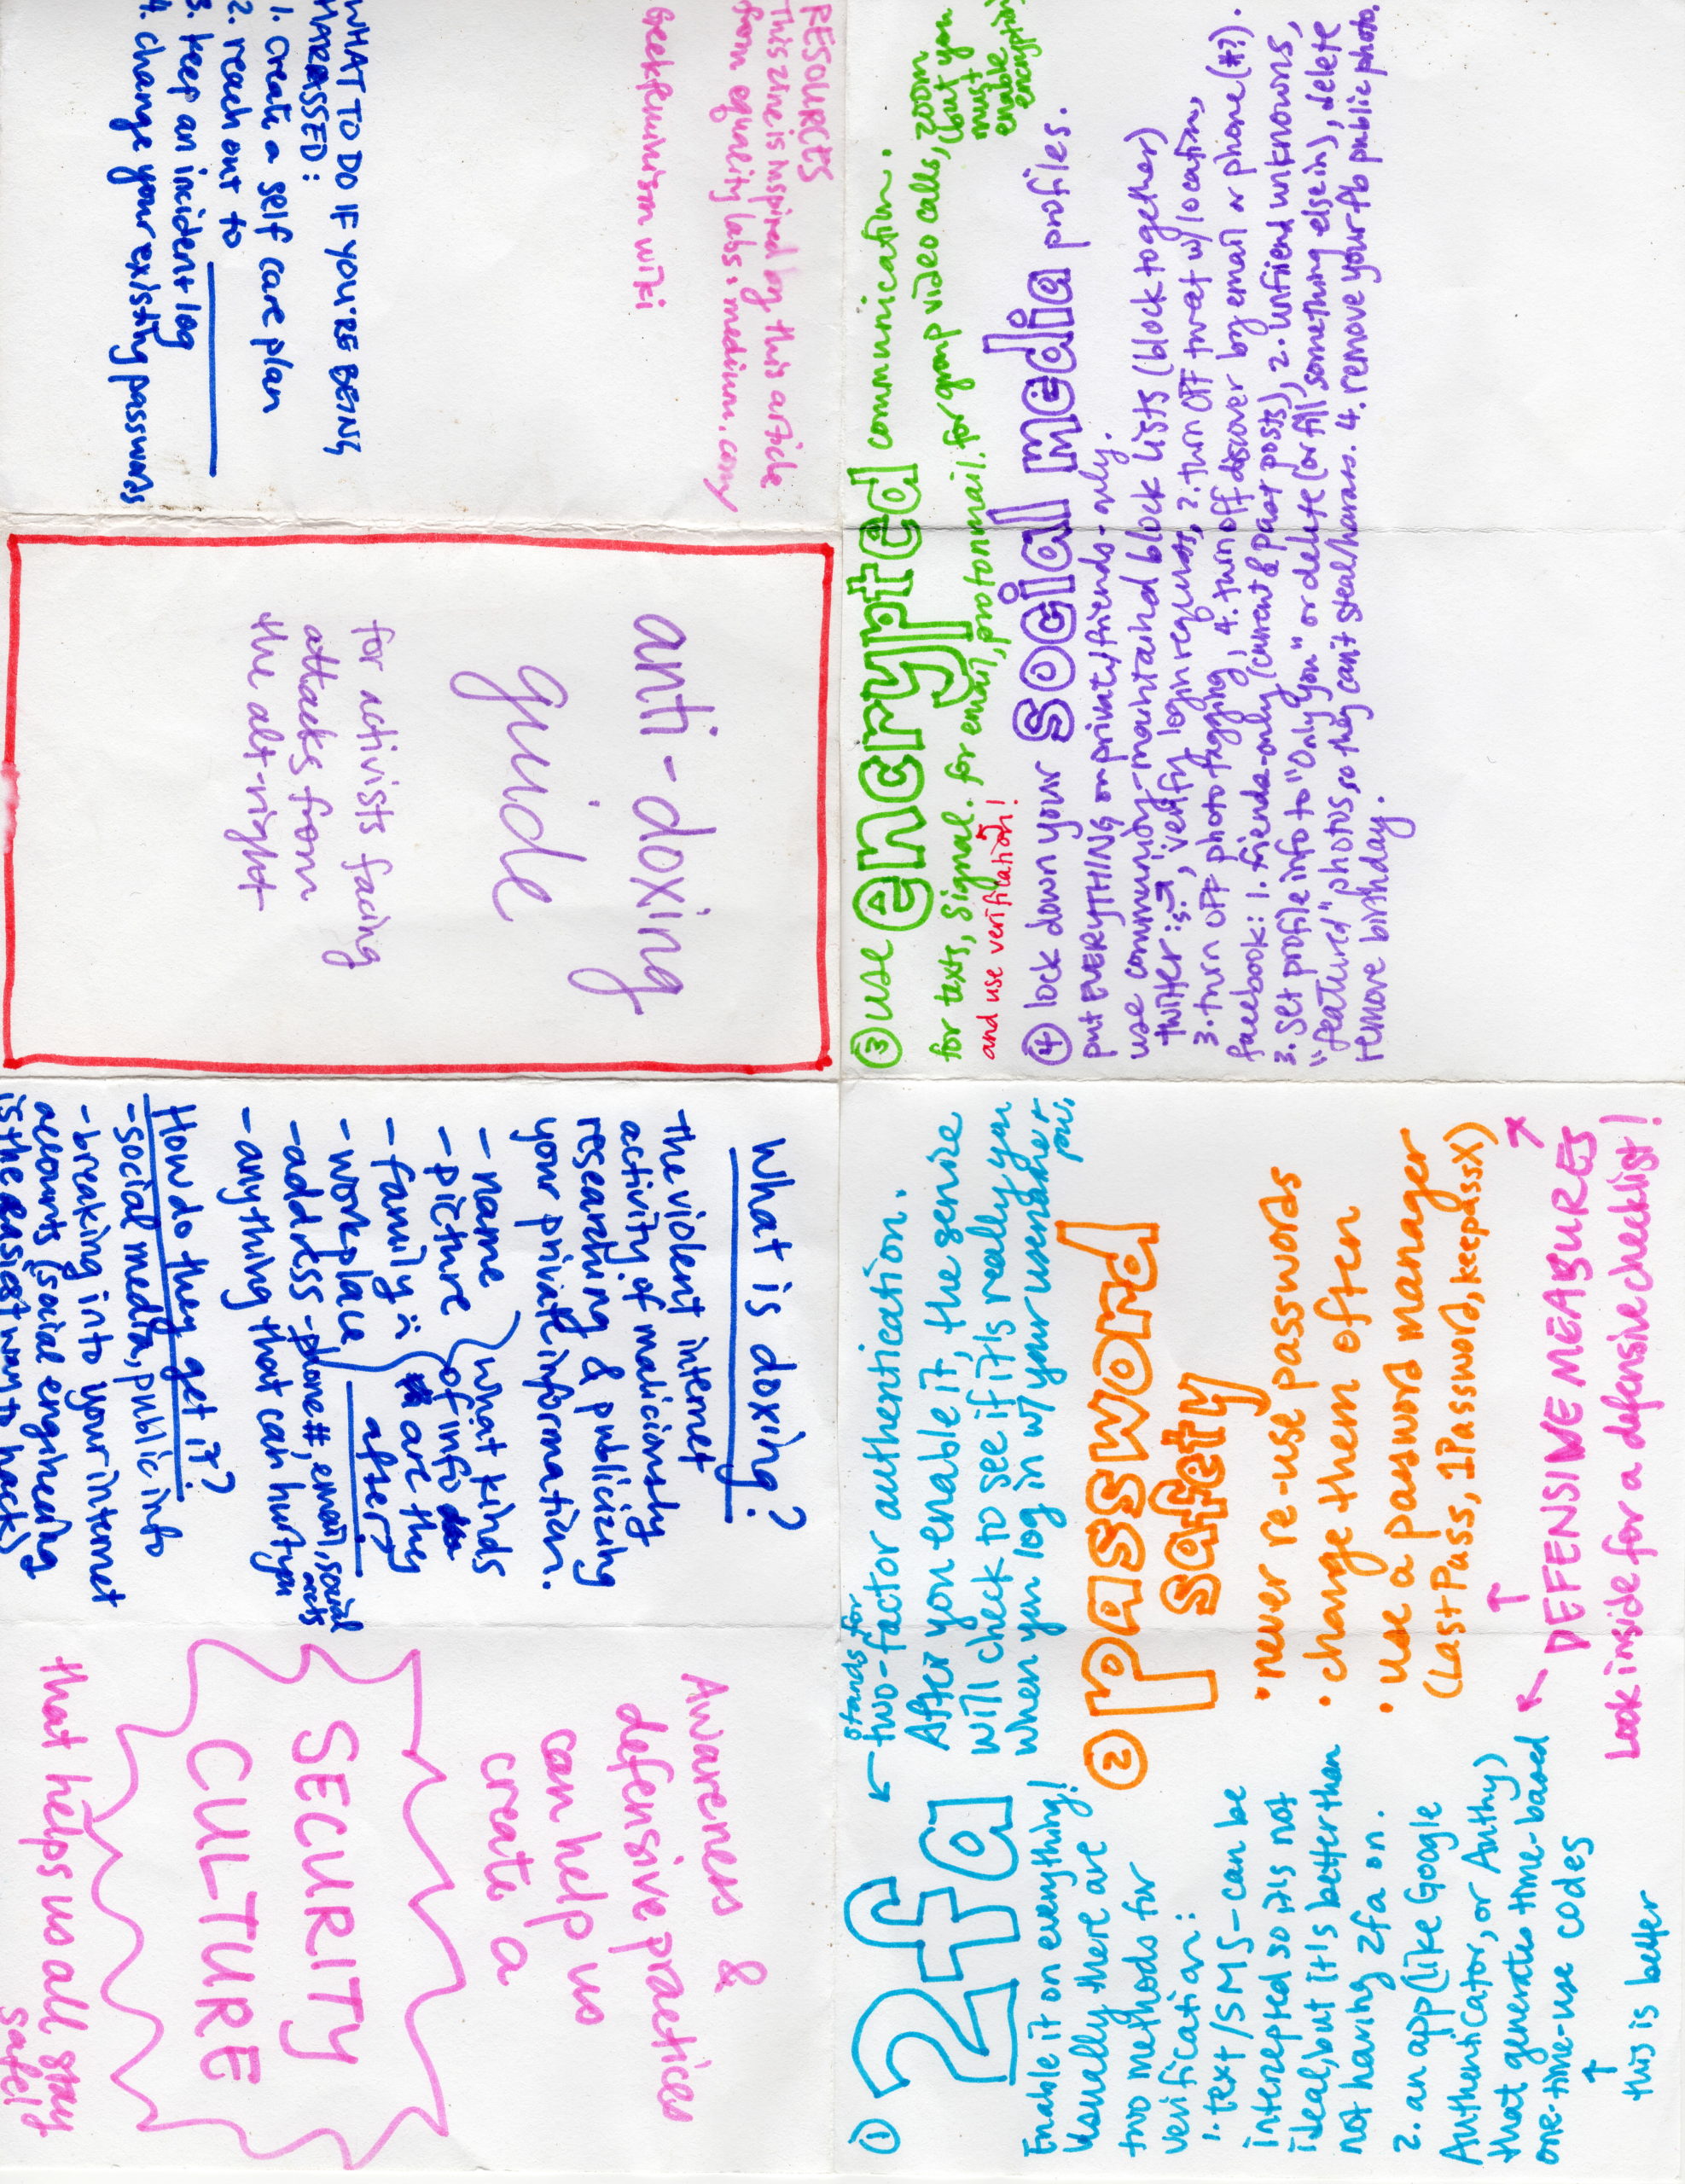 anti-doxing
guide
for activists facing
attacks from
the alt-right
What is doxing?
the violent internet
activity of maliciously
researching & publicizing
your private information.
- name
- picture
- family
- workplace
- address - phone #, email, social accts
- anything that can hurt you
what kinds
of info
are they
after?
How do they get it?
- social media, public info
- breaking into your internet
accounts (social engineering
is the easiest way to hack)
Awareness &
defensive practices
can help us
create a
SECURITY
CULTURE
that helps us all stay
safe!
① 2fa
← stands for
two-factor authentication.
After you enable it, the service
will check to see if it's really you
when you log in w/ your username,
pw,
Enable it on everything!
Usually there are
two methods for
verification:
1. text/SMS - can be
intercepted so it's not
ideal, but it's better than
not having 2fa on.
2. an app (like Google
Authenticator, or Authy)
that generates time-based
one-time-use codes
↑
this is better
② password
safety
• never re-use passwords
• change them often
• use a password manager
(LastPass, 1Password, keepassX)
DEFENSIVE MEASURES
Look inside for a defensive checklist!
③ use encrypted communication.
for texts, signal. for email, protonmail. for group video calls, zoom
(but you
must
enable
encryption)
and use verification!
④ lock down your social media profiles.
put EVERYTHING on private/friends-only.
use community-maintained block lists (block together)
twitter: 1. verify login requests, 2. turn OFF tweet w/ location,
3. turn OFF photo tagging, 4. turn off discover by email or phone (#?).
facebook: 1. friends-only (current & past posts), 2. unfriend unknowns,
3. set profile info to "Only You" or delete (or fill something else in), delete
"featured" photos, so they can't steal/harass. 4. remove your fb public photo.
remove birthday.
RESOURCES
This zine is inspired by this article
from equality labs, medium.com/
Geekfeminism wiki
WHAT TO DO IF YOU'RE BEING
HARASSED:
1. create a self care plan
2. reach out to
3. keep an incident log
4. change your existing passwords